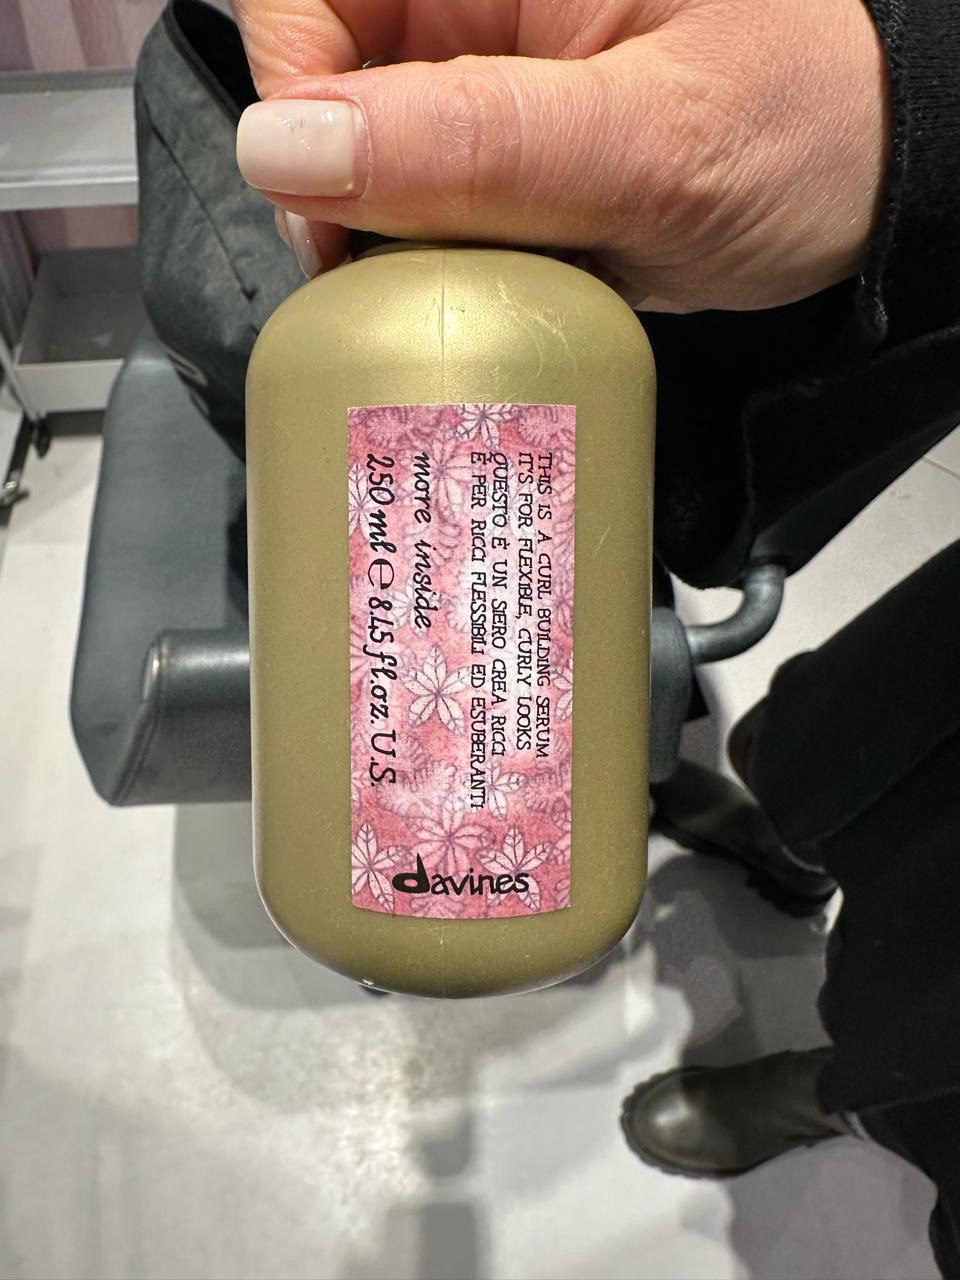 THIS IS A CURL BUILDING SERUM
IT'S FOR FLEXIBLE, CURLY LOOKS
QUESTO È UN SIERO CREA RICCI
È PER RICCI FLESSIBILI ED ESUBERANTI
more inside
250 ml ℮ 8.45 fl.oz. U.S.
davines